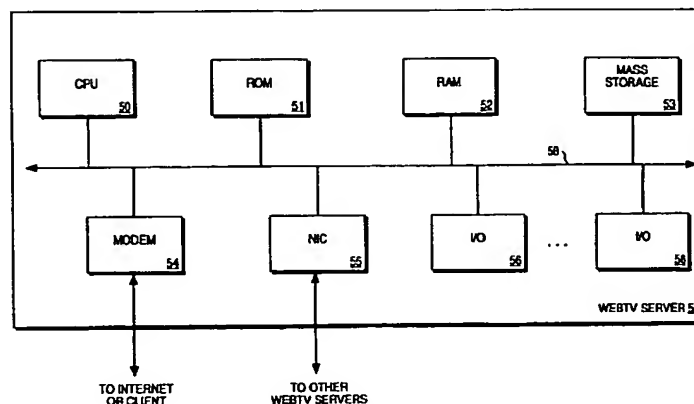 CPU
50
ROM
51
RAM
52
MASS
STORAGE
53
58
MODEM
54
NIC
55
I/O
56
...
I/O
56
WEBTV SERVER 5
TO INTERNET
OR CLIENT
TO OTHER
WEBTV SERVERS